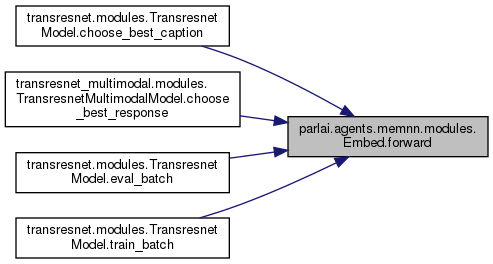 transresnet.modules.Transresnet
Model.choose_best_caption
transresnet_multimodal.modules.
TransresnetMultimodalModel.choose
_best_response
parlai.agents.memnn.modules.
Embed.forward
transresnet.modules.Transresnet
Model.eval_batch
transresnet.modules.Transresnet
Model.train_batch